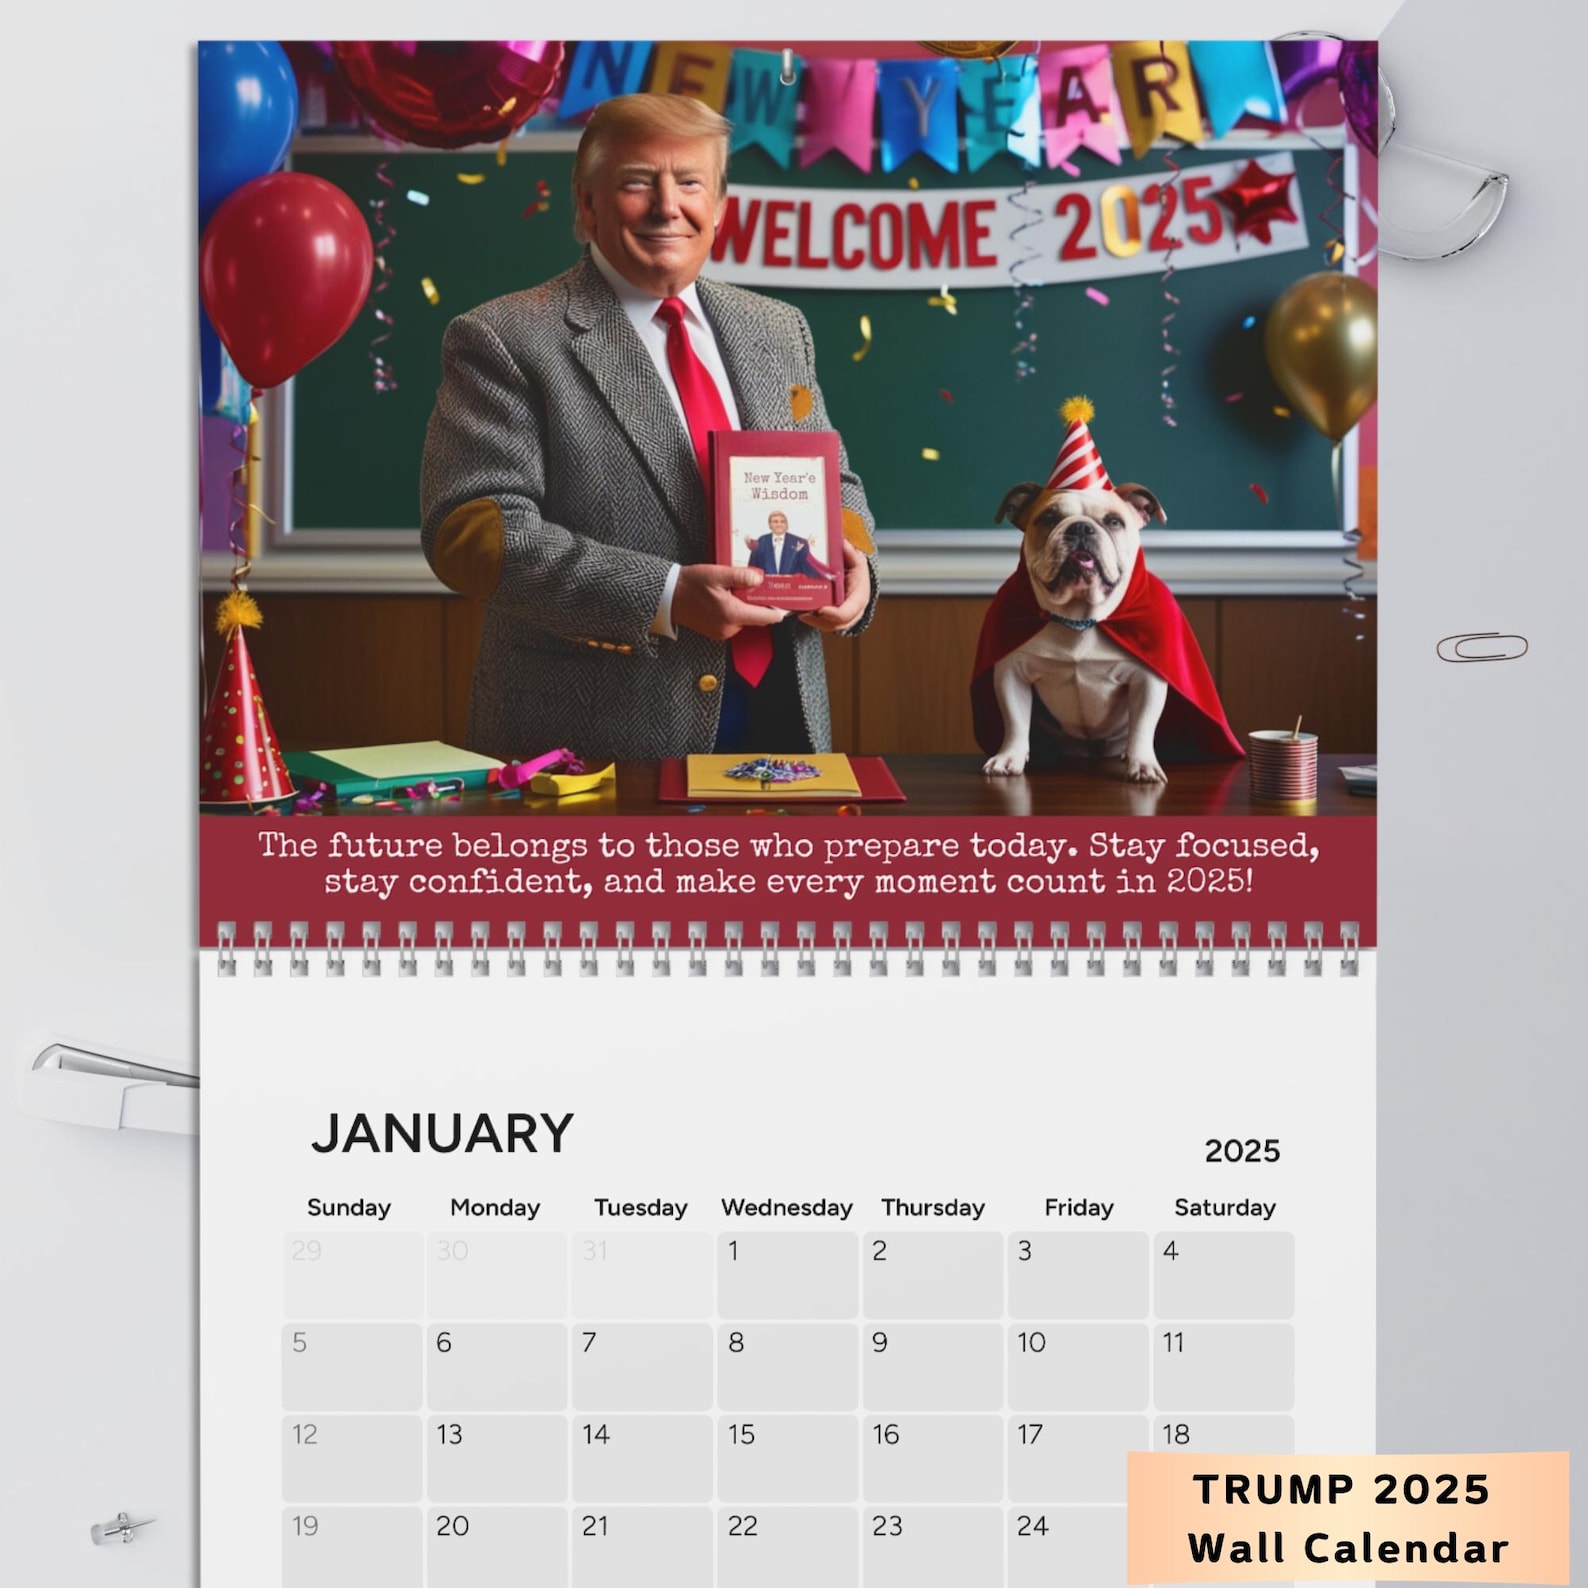 NEW YEAR
WELCOME 2025
New Year'e
Wisdom
The future belongs to those who prepare today. Stay focused,
stay confident, and make every moment count in 2025!
JANUARY
2025
Sunday Monday Tuesday Wednesday Thursday Friday Saturday
29 30 31 1 2 3 4
5 6 7 8 9 10 11
12 13 14 15 16 17 18
19 20 21 22 23 24
TRUMP 2025
Wall Calendar